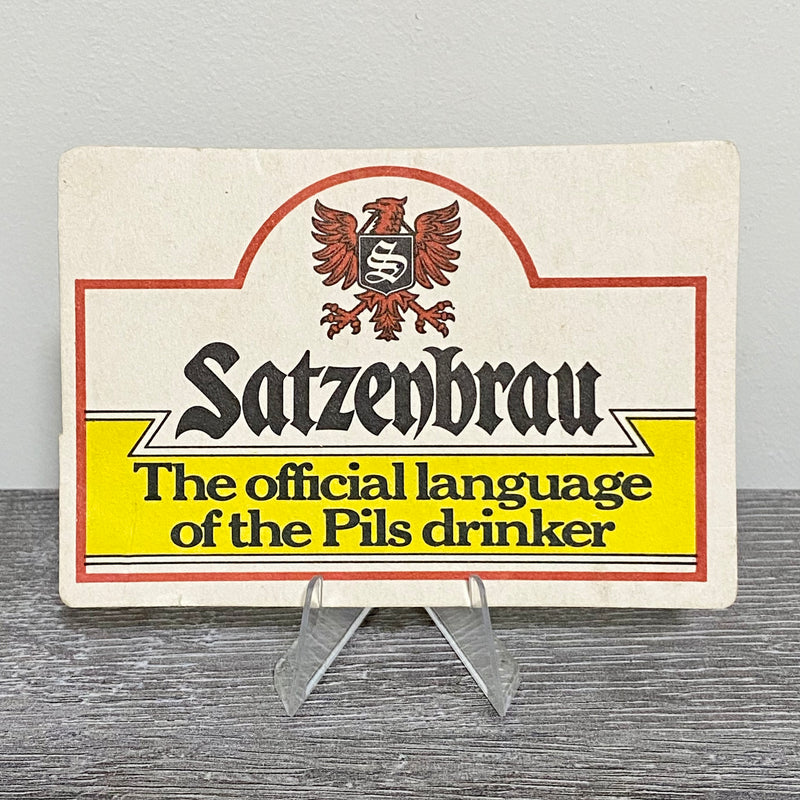 S
Satzenbrau
The official language
of the Pils drinker